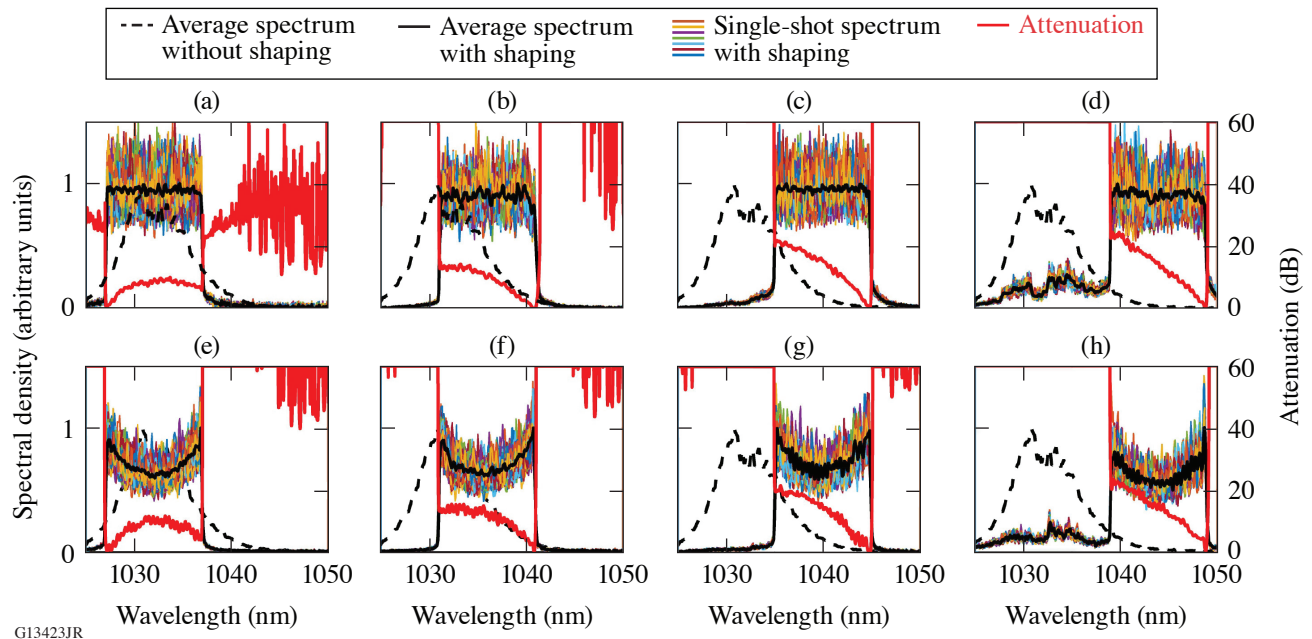 Average spectrum without shaping
Average spectrum with shaping
Single-shot spectrum with shaping
Attenuation
(a) (b) (c) (d)
Spectral density (arbitrary units)
1
0
60
40
20
0
Attenuation (dB)
(e) (f) (g) (h)
1
0
60
40
20
0
1030 1040 1050 1030 1040 1050 1030 1040 1050 1030 1040 1050
Wavelength (nm) Wavelength (nm) Wavelength (nm) Wavelength (nm)
G13423JR